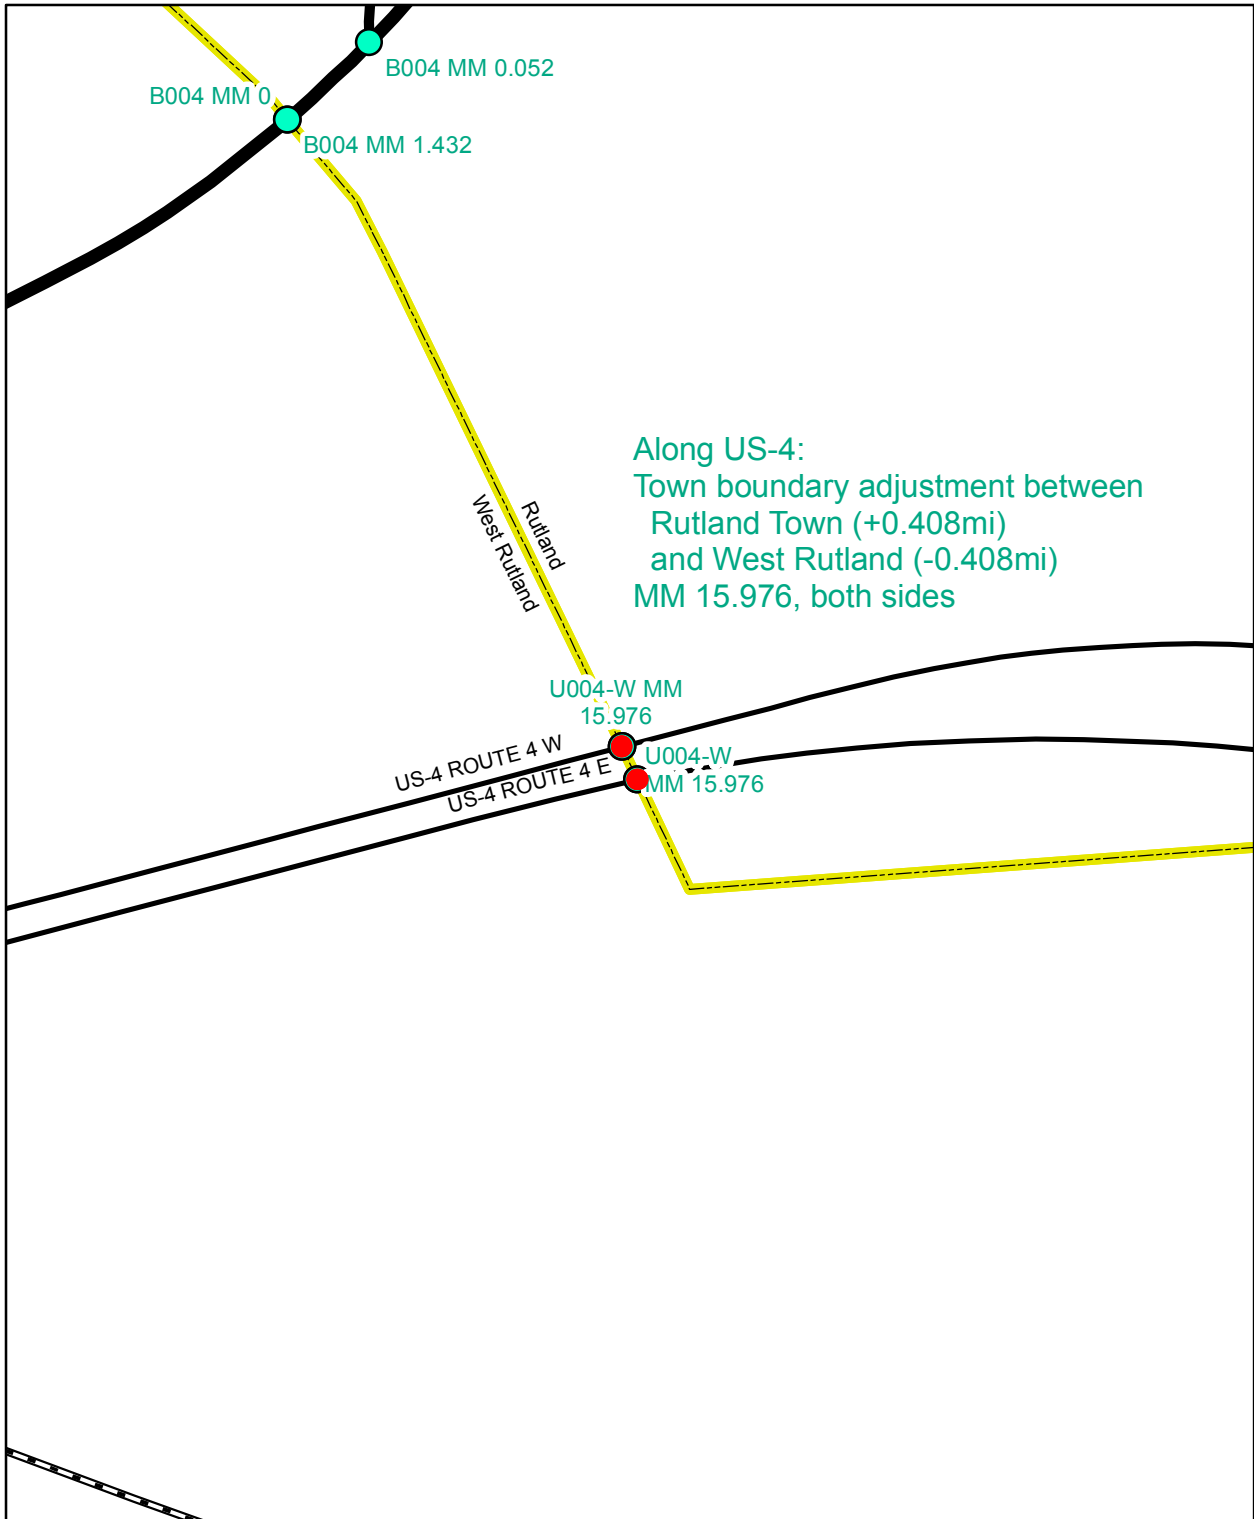 B004 MM 0.052
B004 MM 0
B004 MM 1.432
Along US-4:
Town boundary adjustment between
Rutland Town (+0.408mi)
and West Rutland (-0.408mi)
MM 15.976, both sides
Rutland
West Rutland
U004-W MM
15.976
US-4 ROUTE 4 W
U004-W
MM 15.976
US-4 ROUTE 4 E